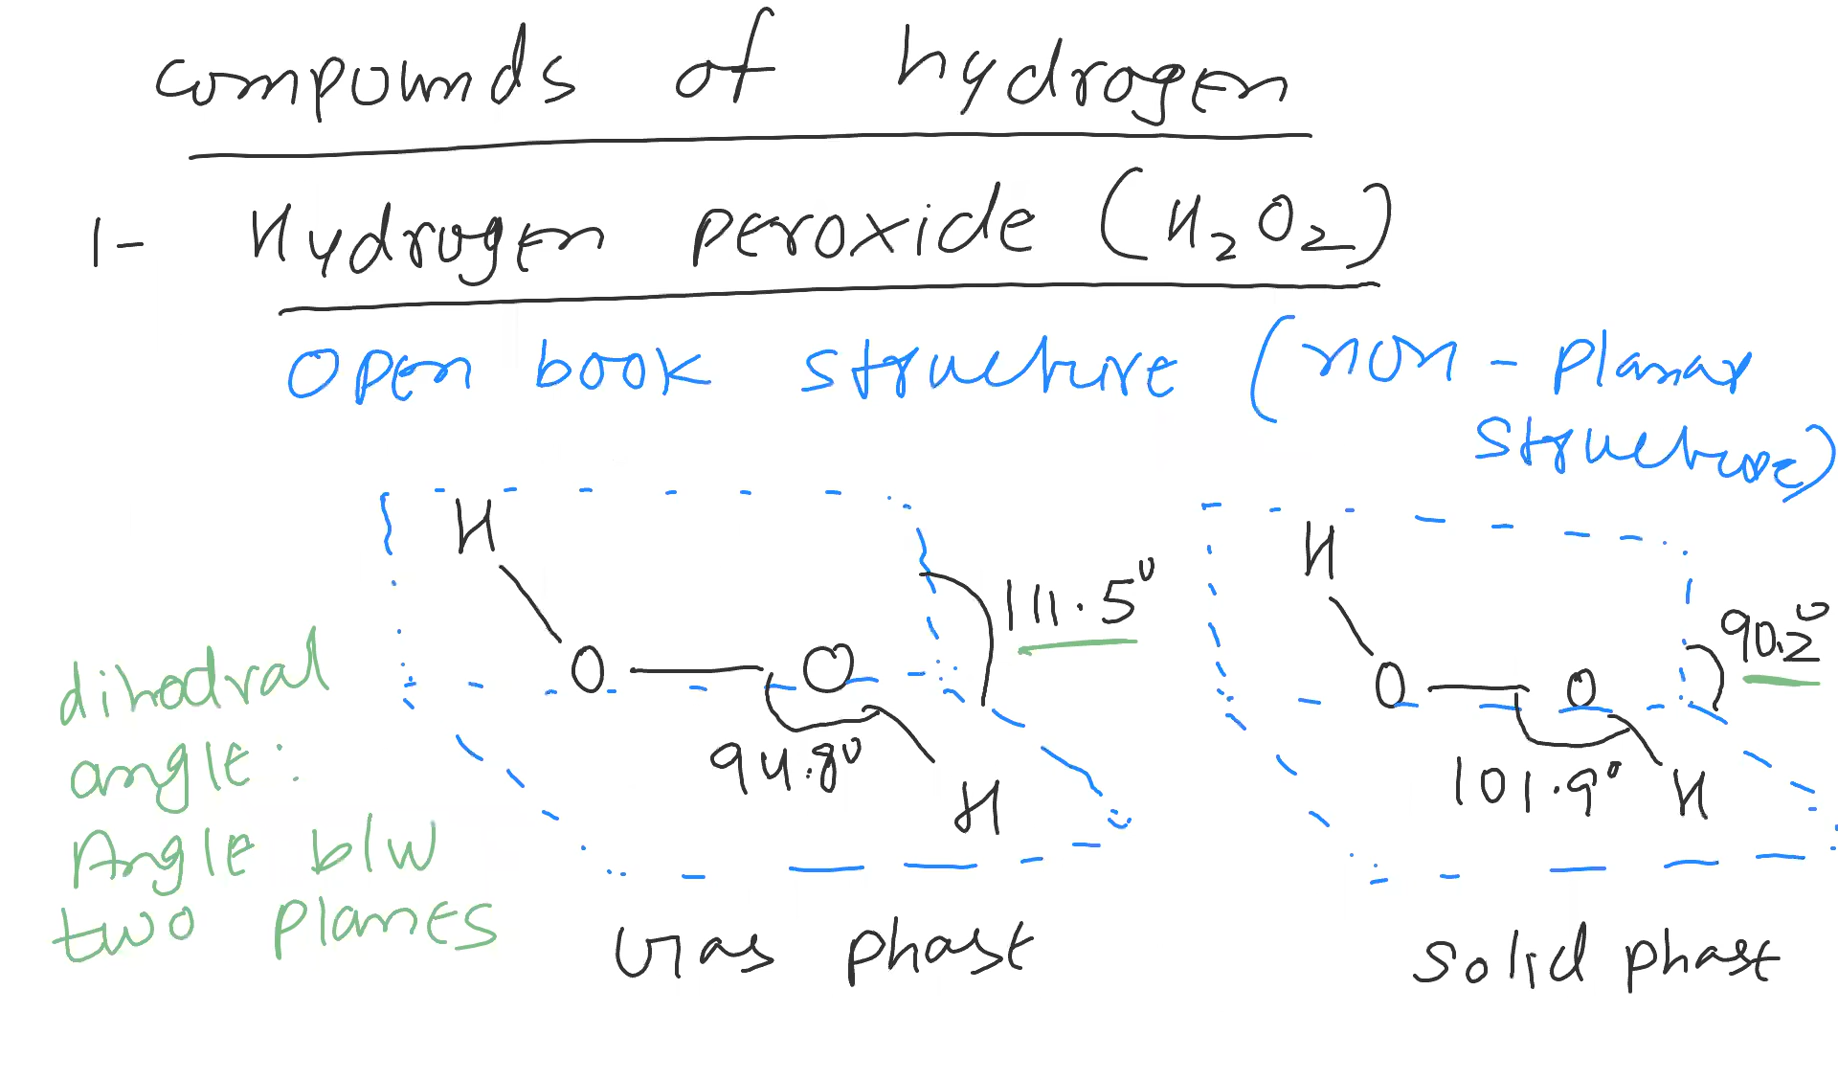 compounds of hydrogen
1- Hydrogen peroxide (H₂O₂)
Open book structure (non-planar
structure)
H
O
O
H
111.5°
94.8°
H
O
O
H
90.2°
101.9°
dihedral
angle:
Angle b/w
two planes
Gas phase
solid phase